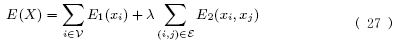 E(X) = \sum_{i \in \mathcal{V}} E_1(x_i) + \lambda \sum_{(i,j) \in \mathcal{E}} E_2(x_i, x_j) ( 27 )